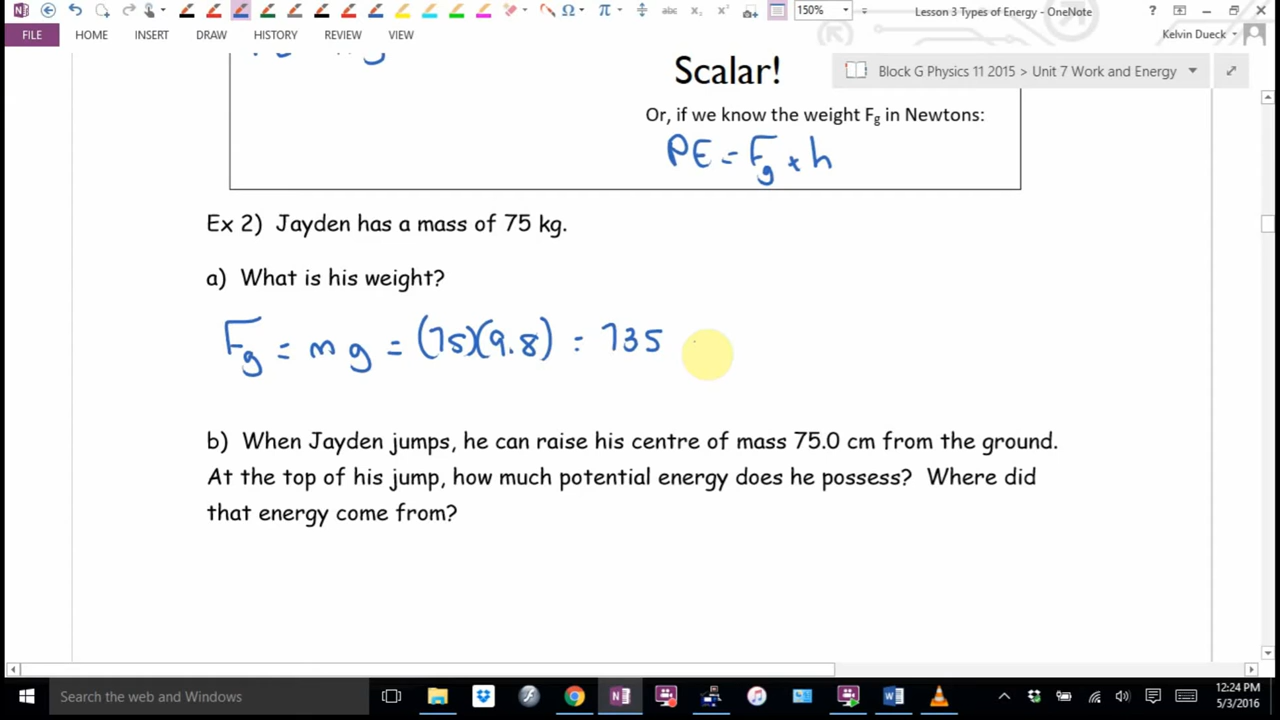 150%
Lesson 3 Types of Energy - OneNote
FILE HOME INSERT DRAW HISTORY REVIEW VIEW
Kelvin Dueck
Block G Physics 11 2015 > Unit 7 Work and Energy
Scalar!
Or, if we know the weight Fg in Newtons:
PE = Fg * h
Ex 2) Jayden has a mass of 75 kg.
a) What is his weight?
Fg = mg = (75)(9.8) = 735
b) When Jayden jumps, he can raise his centre of mass 75.0 cm from the ground.
At the top of his jump, how much potential energy does he possess? Where did
that energy come from?
Search the web and Windows
12:24 PM
5/3/2016